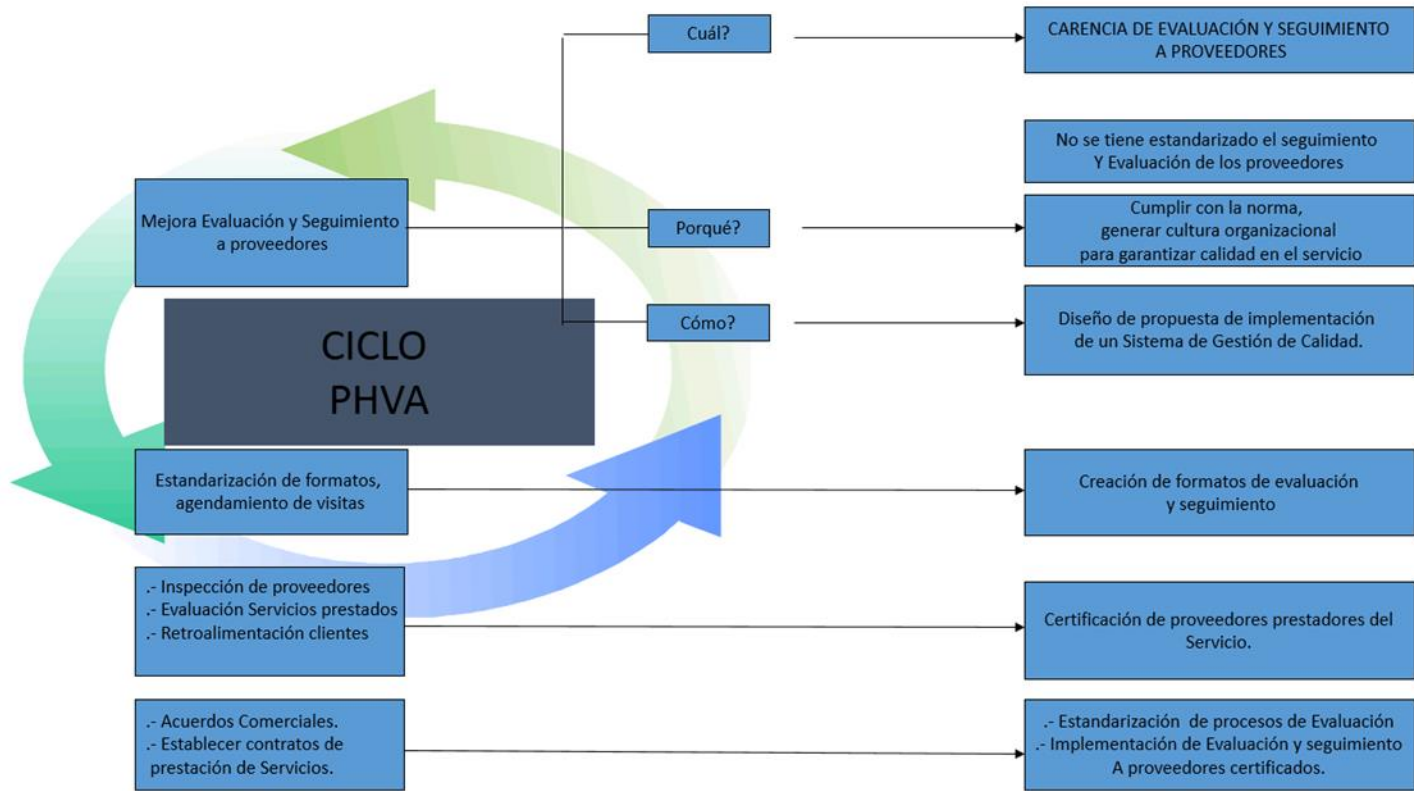 Cuál?
CARENCIA DE EVALUACIÓN Y SEGUIMIENTO
A PROVEEDORES
No se tiene estandarizado el seguimiento
Y Evaluación de los proveedores
Mejora Evaluación y Seguimiento
a proveedores
Porqué?
Cumplir con la norma,
generar cultura organizacional
para garantizar calidad en el servicio
Cómo?
Diseño de propuesta de implementación
de un Sistema de Gestión de Calidad.
CICLO
PHVA
Estandarización de formatos,
agendamiento de visitas
Creación de formatos de evaluación
y seguimiento
.- Inspección de proveedores
.- Evaluación Servicios prestados
.- Retroalimentación clientes
Certificación de proveedores prestadores del
Servicio.
.- Acuerdos Comerciales.
.- Establecer contratos de
prestación de Servicios.
.- Estandarización de procesos de Evaluación
.- Implementación de Evaluación y seguimiento
A proveedores certificados.